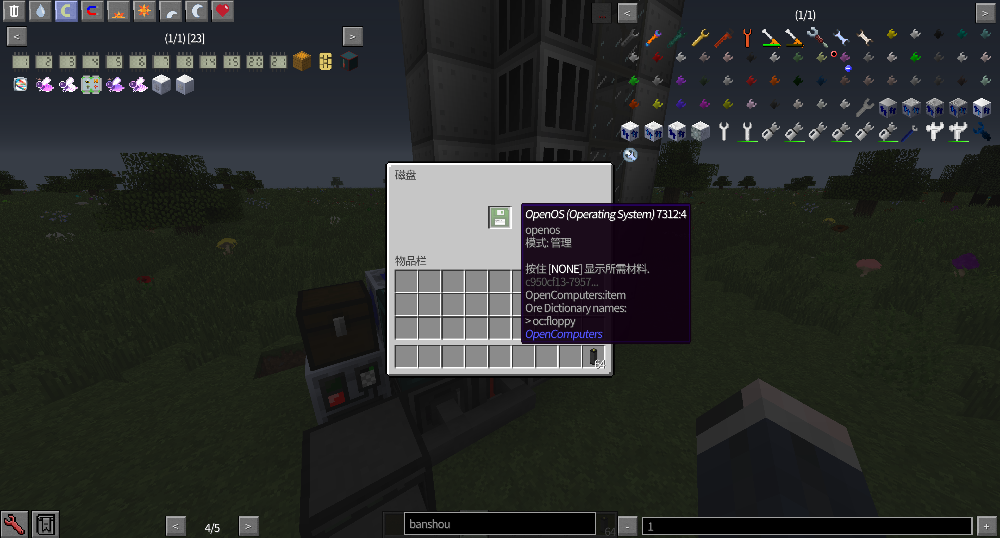 (1/1) [23]
<
>
1 2 3 4 5 6 7 8 14 15 20 21
...
<
(1/1)
>
磁盘
openos
OpenOS (Operating System) 7312:4
openos
模式: 管理
按住 [NONE] 显示所需材料.
c950cf13-7957...
OpenComputers:item
Ore Dictionary names:
> oc:floppy
OpenComputers
物品栏
64
<
4/5
>
banshou
64
-
1
+